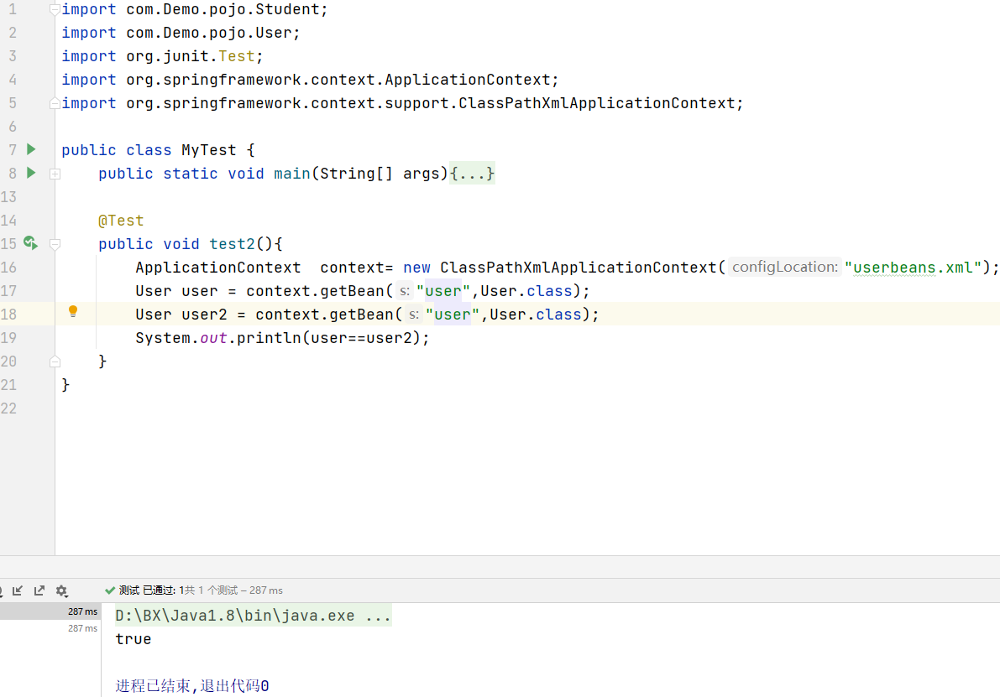 1 import com.Demo.pojo.Student;
2 import com.Demo.pojo.User;
3 import org.junit.Test;
4 import org.springframework.context.ApplicationContext;
5 import org.springframework.context.support.ClassPathXmlApplicationContext;
6
7 public class MyTest {
8 public static void main(String[] args){...}
13
14 @Test
15 public void test2(){
16 ApplicationContext  context= new ClassPathXmlApplicationContext( configLocation: "userbeans.xml");
17 User user = context.getBean( s: "user",User.class);
18 User user2 = context.getBean( s: "user",User.class);
19 System.out.println(user==user2);
20 }
21 }
22
测试 已通过: 1共 1 个测试 – 287 ms
287 ms D:\BX\Java1.8\bin\java.exe ...
287 ms
true
进程已结束,退出代码0